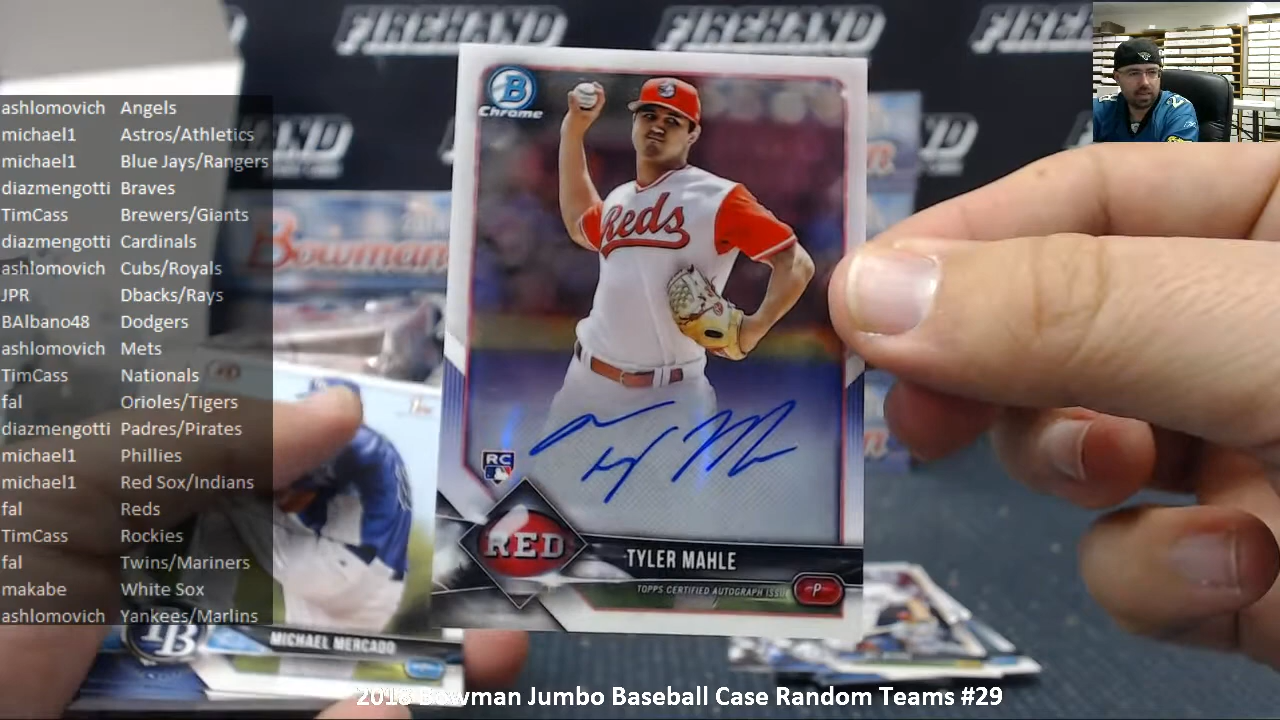 FIREHAND
FIREHAND
ashlomovich Angels
michael1 Astros/Athletics
michael1 Blue Jays/Rangers
diazmengotti Braves
TimCass Brewers/Giants
diazmengotti Cardinals
ashlomovich Cubs/Royals
JPR Dbacks/Rays
BAlbano48 Dodgers
ashlomovich Mets
TimCass Nationals
fal Orioles/Tigers
diazmengotti Padres/Pirates
michael1 Phillies
michael1 Red Sox/Indians
fal Reds
TimCass Rockies
fal Twins/Mariners
makabe White Sox
ashlomovich Yankees/Marlins
Bowman
B
Chrome
Reds
RC
RED
TYLER MAHLE
TOPPS CERTIFIED AUTOGRAPH ISSUE
P
TB
MICHAEL MERCADO
Bowman Jumbo Baseball Case Random Teams #29